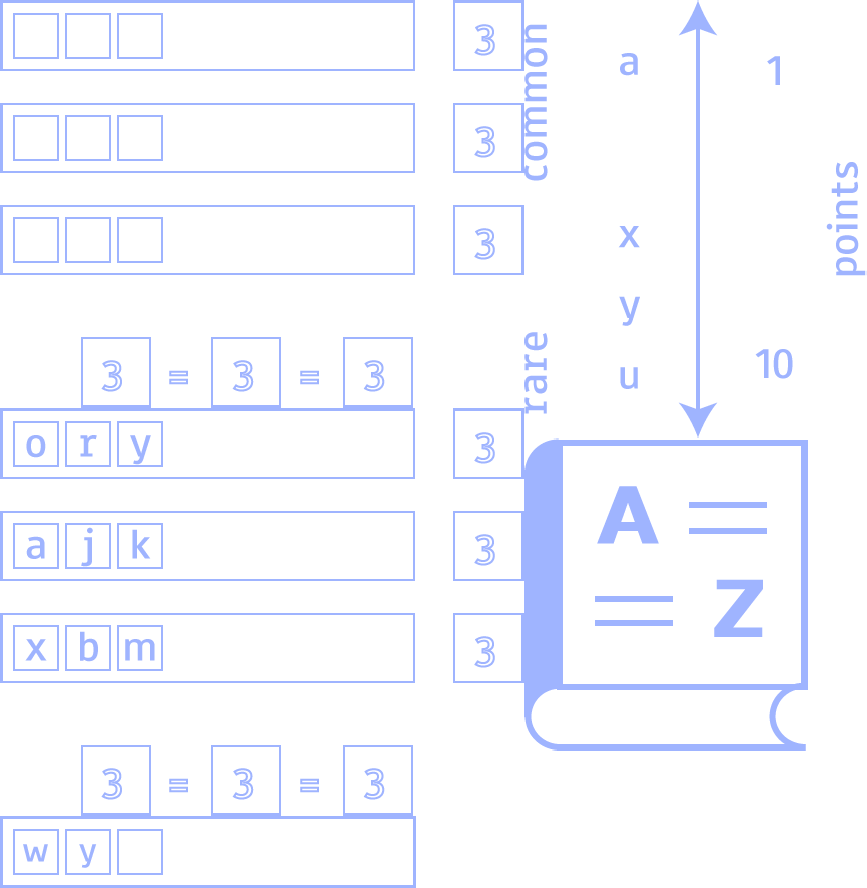 3
3
3
3 = 3 = 3
o r y 3
a j k 3
x b m 3
3 = 3 = 3
w y
common
rare
a
x
y
u
1
10
points
A
Z